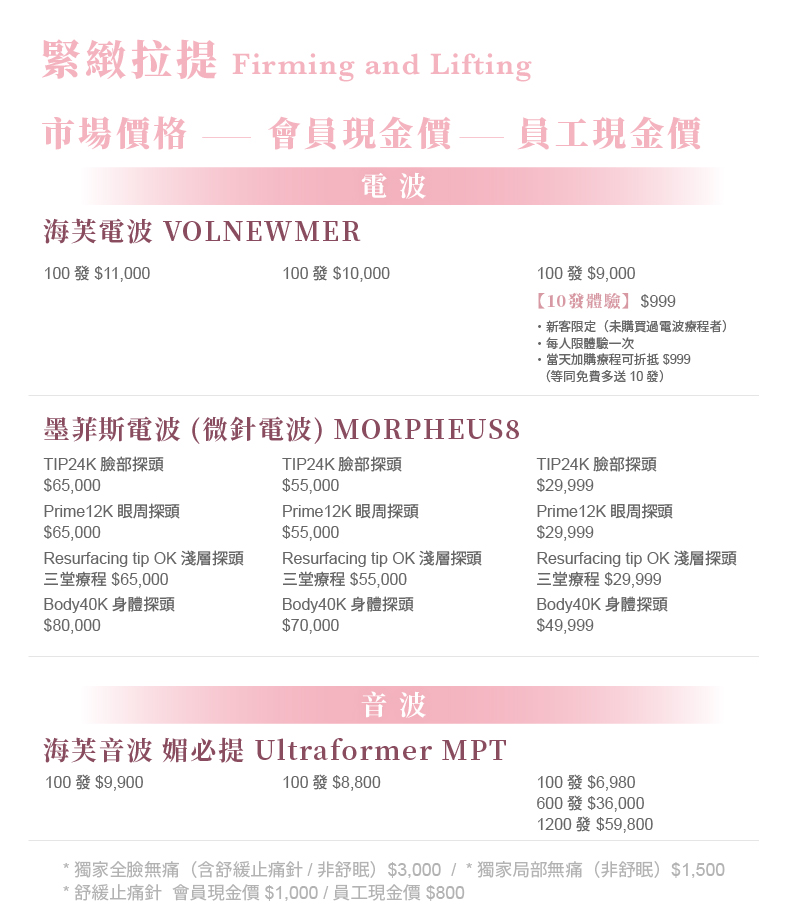 緊緻拉提 Firming and Lifting
市場價格 —— 會員現金價 —— 員工現金價
電波
海芙電波 VOLNEWMER
100 發 $11,000 100 發 $10,000 100 發 $9,000
【10發體驗】 $999
・新客限定（未購買過電波療程者）
・每人限體驗一次
・當天加購療程可折抵 $999
（等同免費多送 10 發）
墨菲斯電波 (微針電波) MORPHEUS8
TIP24K 臉部探頭 TIP24K 臉部探頭 TIP24K 臉部探頭
$65,000 $55,000 $29,999
Prime12K 眼周探頭 Prime12K 眼周探頭 Prime12K 眼周探頭
$65,000 $55,000 $29,999
Resurfacing tip OK 淺層探頭 Resurfacing tip OK 淺層探頭 Resurfacing tip OK 淺層探頭
三堂療程 $65,000 三堂療程 $55,000 三堂療程 $29,999
Body40K 身體探頭 Body40K 身體探頭 Body40K 身體探頭
$80,000 $70,000 $49,999
音波
海芙音波 媚必提 Ultraformer MPT
100 發 $9,900 100 發 $8,800 100 發 $6,980
600 發 $36,000
1200 發 $59,800
* 獨家全臉無痛（含舒緩止痛針 / 非舒眠）$3,000 / * 獨家局部無痛（非舒眠）$1,500
* 舒緩止痛針 會員現金價 $1,000 / 員工現金價 $800